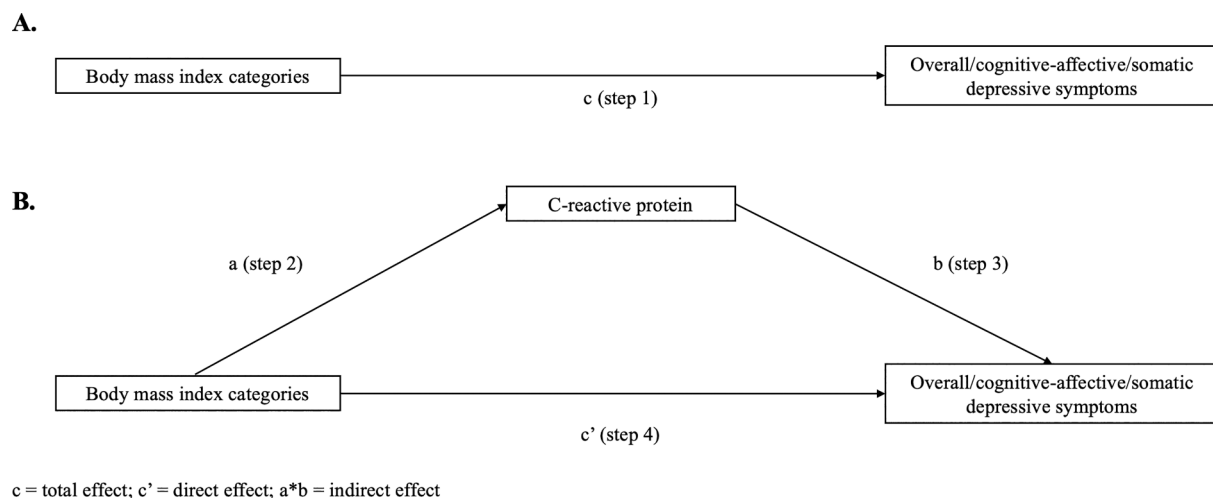 A.
Body mass index categories
c (step 1)
Overall/cognitive-affective/somatic
depressive symptoms
B.
C-reactive protein
a (step 2)
b (step 3)
Body mass index categories
c’ (step 4)
Overall/cognitive-affective/somatic
depressive symptoms
c = total effect; c’ = direct effect; a*b = indirect effect